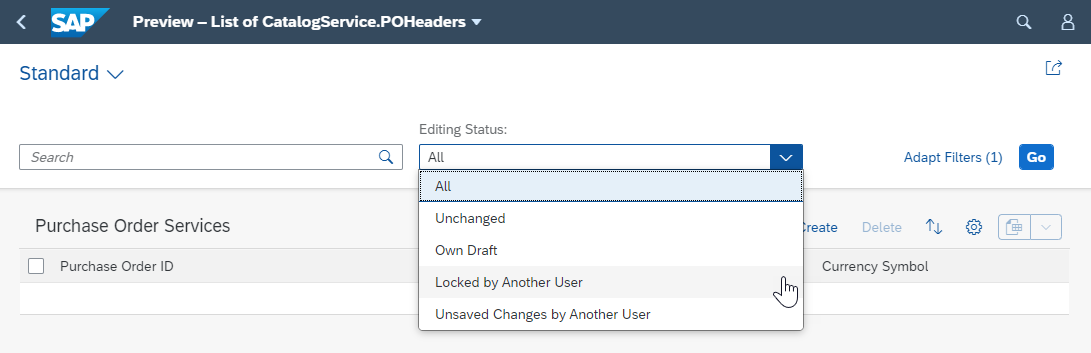 SAP Preview – List of CatalogService.POHeaders
Standard
Editing Status:
Search
All
Adapt Filters (1)
Go
All
Unchanged
Own Draft
Locked by Another User
Unsaved Changes by Another User
Purchase Order Services
Delete
Purchase Order ID
Currency Symbol